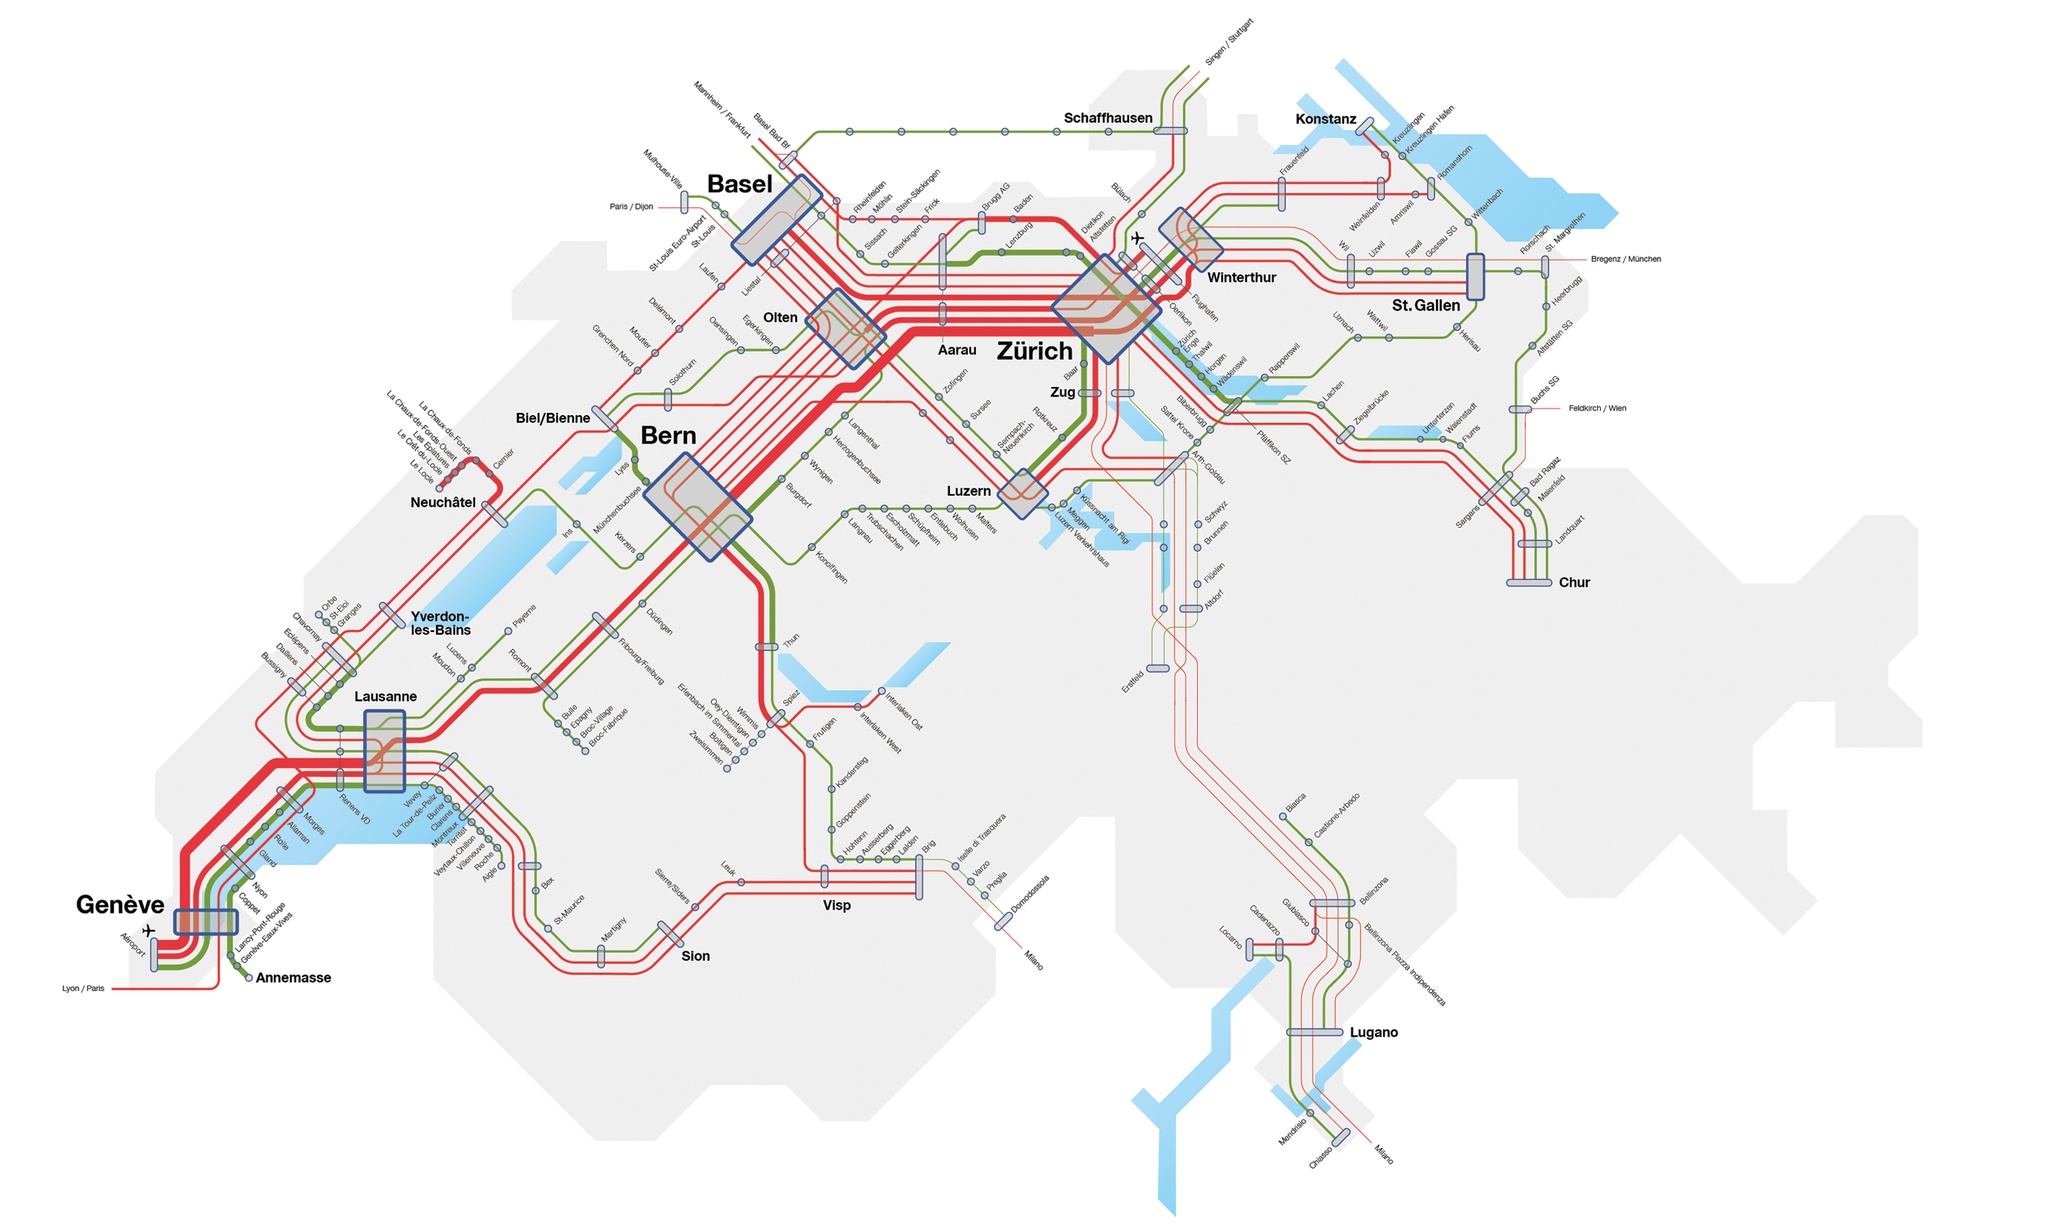 Singen / Stuttgart
Mannheim / Frankfurt
Basel Bad Bf
Schaffhausen
Konstanz
Kreuzlingen
Kreuzlingen Hafen
Romanshorn
Frauenfeld
Weinfelden
Amriswil
Wittenbach
Mulhouse-Ville
Basel
Paris / Dijon
St-Louis Euro-Airport
St-Louis
Rheinfelden
Möhlin
Stein-Säckingen
Frick
Brugg AG
Baden
Bülach
Dietikon
Altstetten
Sissach
Gelterkinden
Lenzburg
Winterthur
Wil
Uzwil
Flawil
Gossau SG
Rorschach
St. Margrethen
Bregenz / München
St. Gallen
Heerbrugg
Altstätten SG
Laufen
Liestal
Delémont
Moutier
Grenchen Nord
Oensingen
Egerkingen
Olten
Aarau
Zürich
Flughafen
Oerlikon
Zürich
Enge
Thalwil
Horgen
Wädenswil
Uznach
Wattwil
Herisau
Rapperswil
Solothurn
Biel/Bienne
Baar
Zug
Zofingen
Sursee
Sempach-
Neuenkirch
Rotkreuz
Biberbrugg
Sattel Krone
Pfäffikon SZ
Lachen
Ziegelbrücke
Unterterzen
Walenstadt
Flums
Buchs SG
Feldkirch / Wien
La Chaux-de-Fonds
La Chaux-de-Fonds-Ouest
Les Eplatures
Le Crêt-du-Locle
Le Locle
Cernier
Neuchâtel
Lyss
Münchenbuchsee
Bern
Langenthal
Herzogenbuchsee
Wynigen
Burgdorf
Luzern
Arth-Goldau
Küssnacht am Rigi
Meggen
Luzern Verkehrshaus
Schwyz
Brunnen
Flüelen
Altdorf
Erstfeld
Sargans
Bad Ragaz
Maienfeld
Landquart
Chur
Ins
Kerzers
Konolfingen
Langnau
Trubschachen
Escholzmatt
Schüpfheim
Entlebuch
Wolhusen
Malters
Yverdon-
les-Bains
Orbe
St-Eloi
Granges
Chavornay
Eclépens
Daillens
Bussigny
Payerne
Lucens
Moudon
Romont
Fribourg/Freiburg
Düdingen
Bulle
Epagny
Broc-Village
Broc-Fabrique
Thun
Spiez
Wimmis
Oey-Diemtigen
Erlenbach im Simmental
Boltigen
Zweisimmen
Interlaken Ost
Interlaken West
Frutigen
Kandersteg
Goppenstein
Hohtenn
Ausserberg
Eggerberg
Lalden
Brig
Iselle di Trasquera
Varzo
Preglia
Domodossola
Milano
Lausanne
Renens VD
Morges
Allaman
Rolle
Gland
Nyon
Coppet
Vevey
La Tour-de-Peilz
Burier
Clarens
Montreux
Territet
Veytaux-Chillon
Villeneuve
Roche
Aigle
Bex
St-Maurice
Martigny
Sion
Sierre/Siders
Leuk
Visp
Genève
Aéroport
Lancy-Pont-Rouge
Genève-Eaux-Vives
Annemasse
Lyon / Paris
Biasca
Castione-Arbedo
Bellinzona
Giubiasco
Cadenazzo
Locarno
Bellinzona Piazza Indipendenza
Lugano
Mendrisio
Chiasso
Milano